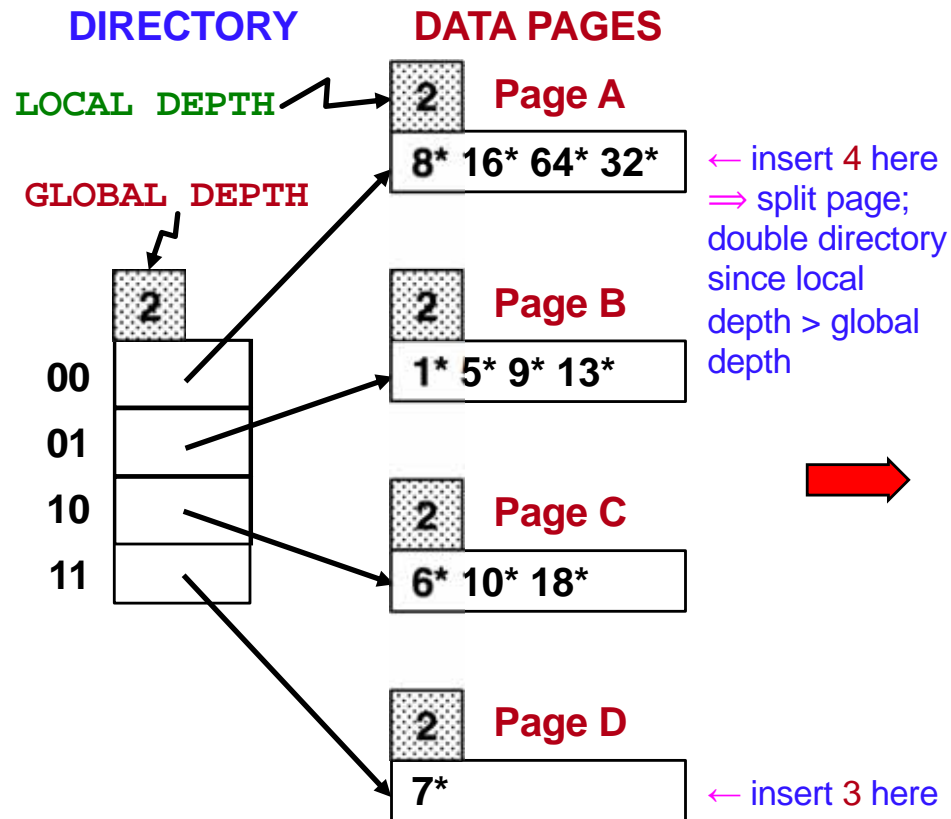 DIRECTORY
DATA PAGES
LOCAL DEPTH
2 Page A
8* 16* 64* 32*
← insert 4 here
⇒ split page;
double directory
since local
depth > global
depth
GLOBAL DEPTH
2
2 Page B
1* 5* 9* 13*
00
01
10
11
2 Page C
6* 10* 18*
2 Page D
7*
← insert 3 here